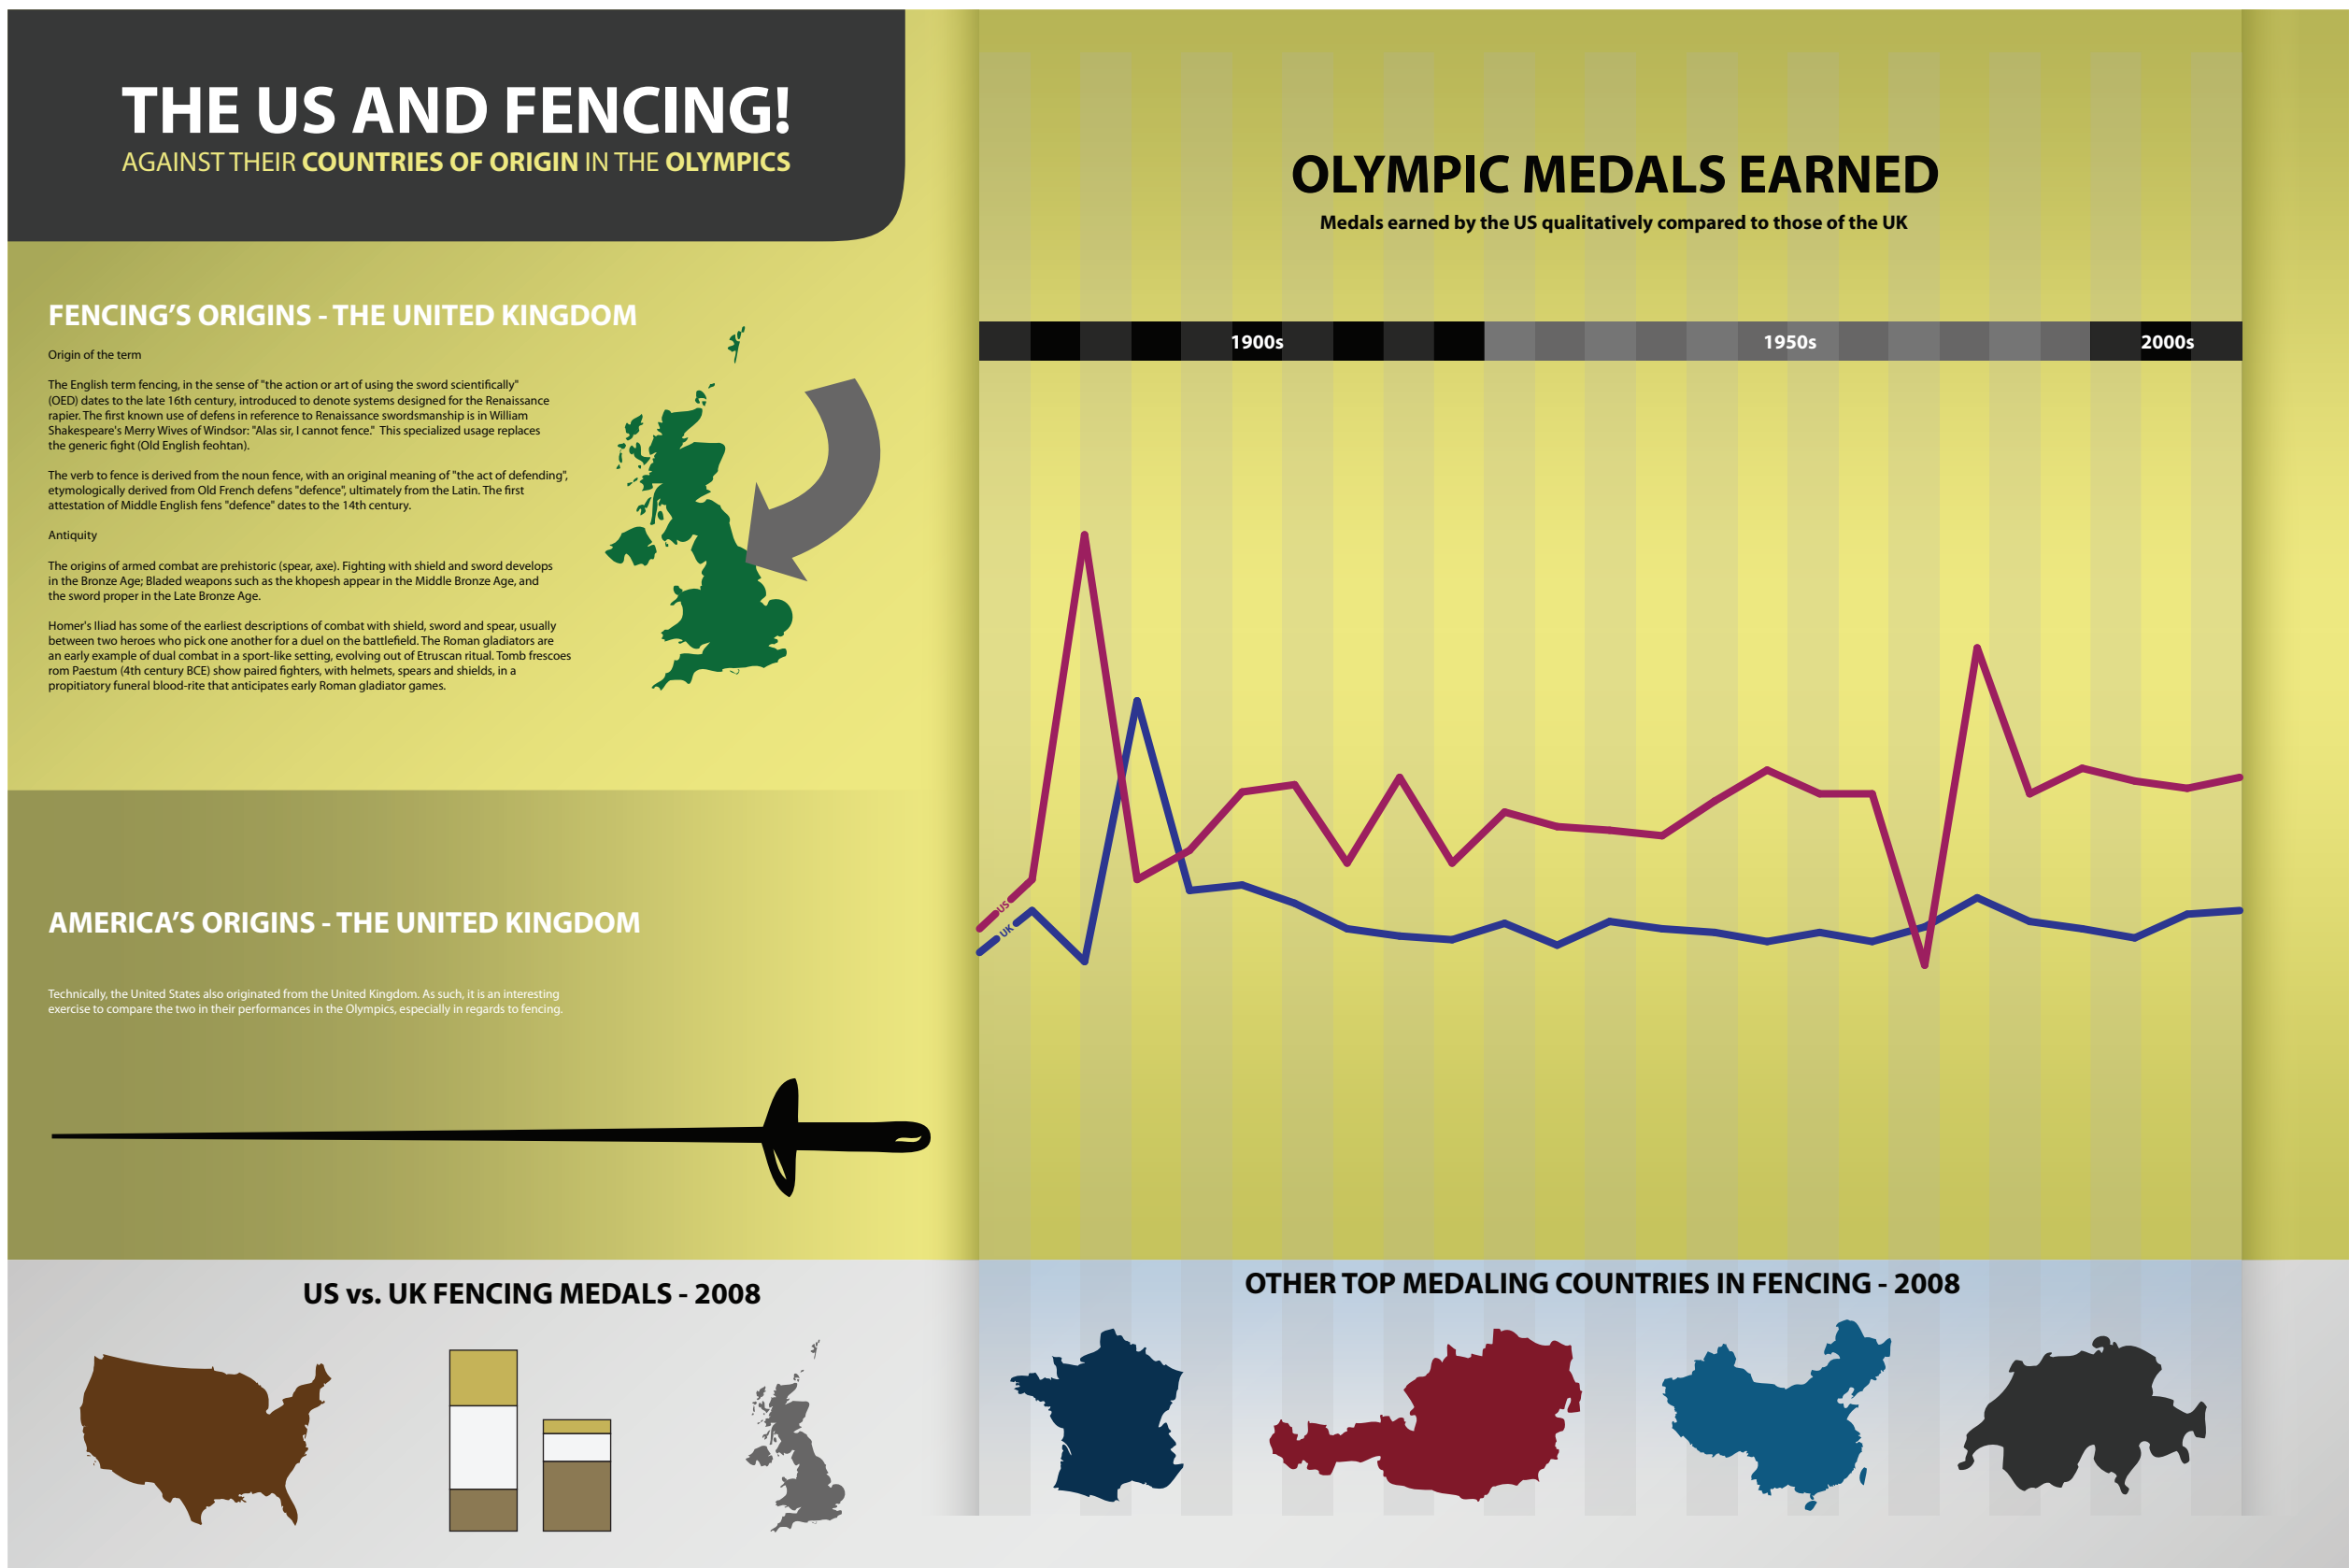 THE US AND FENCING!
AGAINST THEIR COUNTRIES OF ORIGIN IN THE OLYMPICS
FENCING'S ORIGINS - THE UNITED KINGDOM
Origin of the term
The English term fencing, in the sense of "the action or art of using the sword scientifically"
(OED) dates to the late 16th century, introduced to denote systems designed for the Renaissance
rapier. The first known use of defens in reference to Renaissance swordsmanship is in William
Shakespeare's Merry Wives of Windsor: "Alas sir, I cannot fence." This specialized usage replaces
the generic fight (Old English feohtan).
The verb to fence is derived from the noun fence, with an original meaning of "the act of defending",
etymologically derived from Old French defens "defence", ultimately from the Latin. The first
attestation of Middle English fens "defence" dates to the 14th century.
Antiquity
The origins of armed combat are prehistoric (spear, axe). Fighting with shield and sword develops
in the Bronze Age; Bladed weapons such as the khopesh appear in the Middle Bronze Age, and
the sword proper in the Late Bronze Age.
Homer's Iliad has some of the earliest descriptions of combat with shield, sword and spear, usually
between two heroes who pick one another for a duel on the battlefield. The Roman gladiators are
an early example of dual combat in a sport-like setting, evolving out of Etruscan ritual. Tomb frescoes
rom Paestum (4th century BCE) show paired fighters, with helmets, spears and shields, in a
propitiatory funeral blood-rite that anticipates early Roman gladiator games.
AMERICA'S ORIGINS - THE UNITED KINGDOM
Technically, the United States also originated from the United Kingdom. As such, it is an interesting
exercise to compare the two in their performances in the Olympics, especially in regards to fencing.
US vs. UK FENCING MEDALS - 2008
OLYMPIC MEDALS EARNED
Medals earned by the US qualitatively compared to those of the UK
1900s
1950s
2000s
US
UK
OTHER TOP MEDALING COUNTRIES IN FENCING - 2008